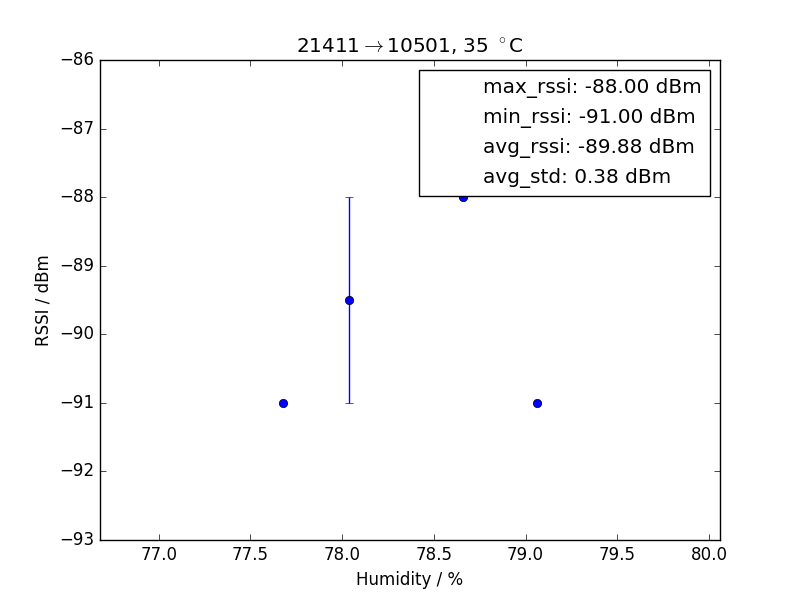 21411→10501, 35 °C
max_rssi: -88.00 dBm
min_rssi: -91.00 dBm
avg_rssi: -89.88 dBm
avg_std: 0.38 dBm
−86
−87
−88
−89
−90
−91
−92
−93
RSSI / dBm
77.0 77.5 78.0 78.5 79.0 79.5 80.0
Humidity / %